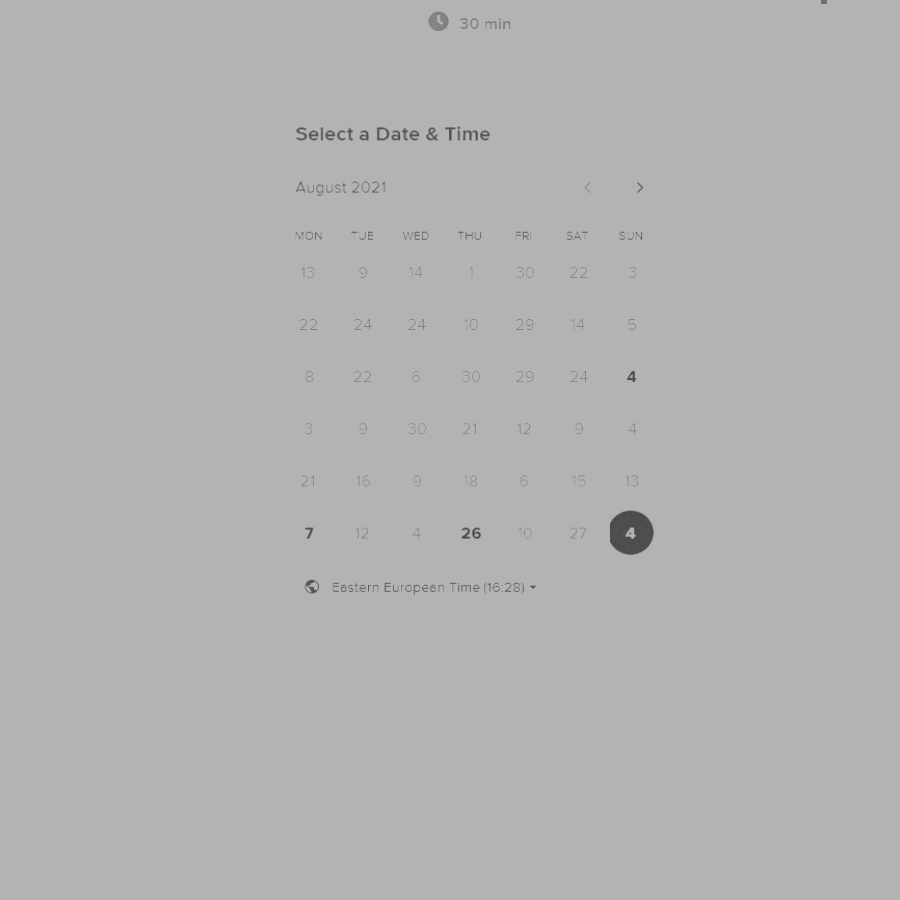 30 min
Select a Date & Time
August 2021
MON TUE WED THU FRI SAT SUN
13 9 14 1 30 22 3
22 24 24 10 29 14 5
8 22 6 30 29 24 4
3 9 30 21 12 9 4
21 16 9 18 6 15 13
7 12 4 26 10 27 4
Eastern European Time (16:28)